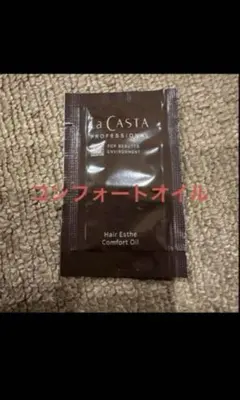 La CASTA
PROFESSIONAL
FOR BEAUTY &
ENVIRONMENT
コンフォートオイル
Hair Esthe
Comfort Oil